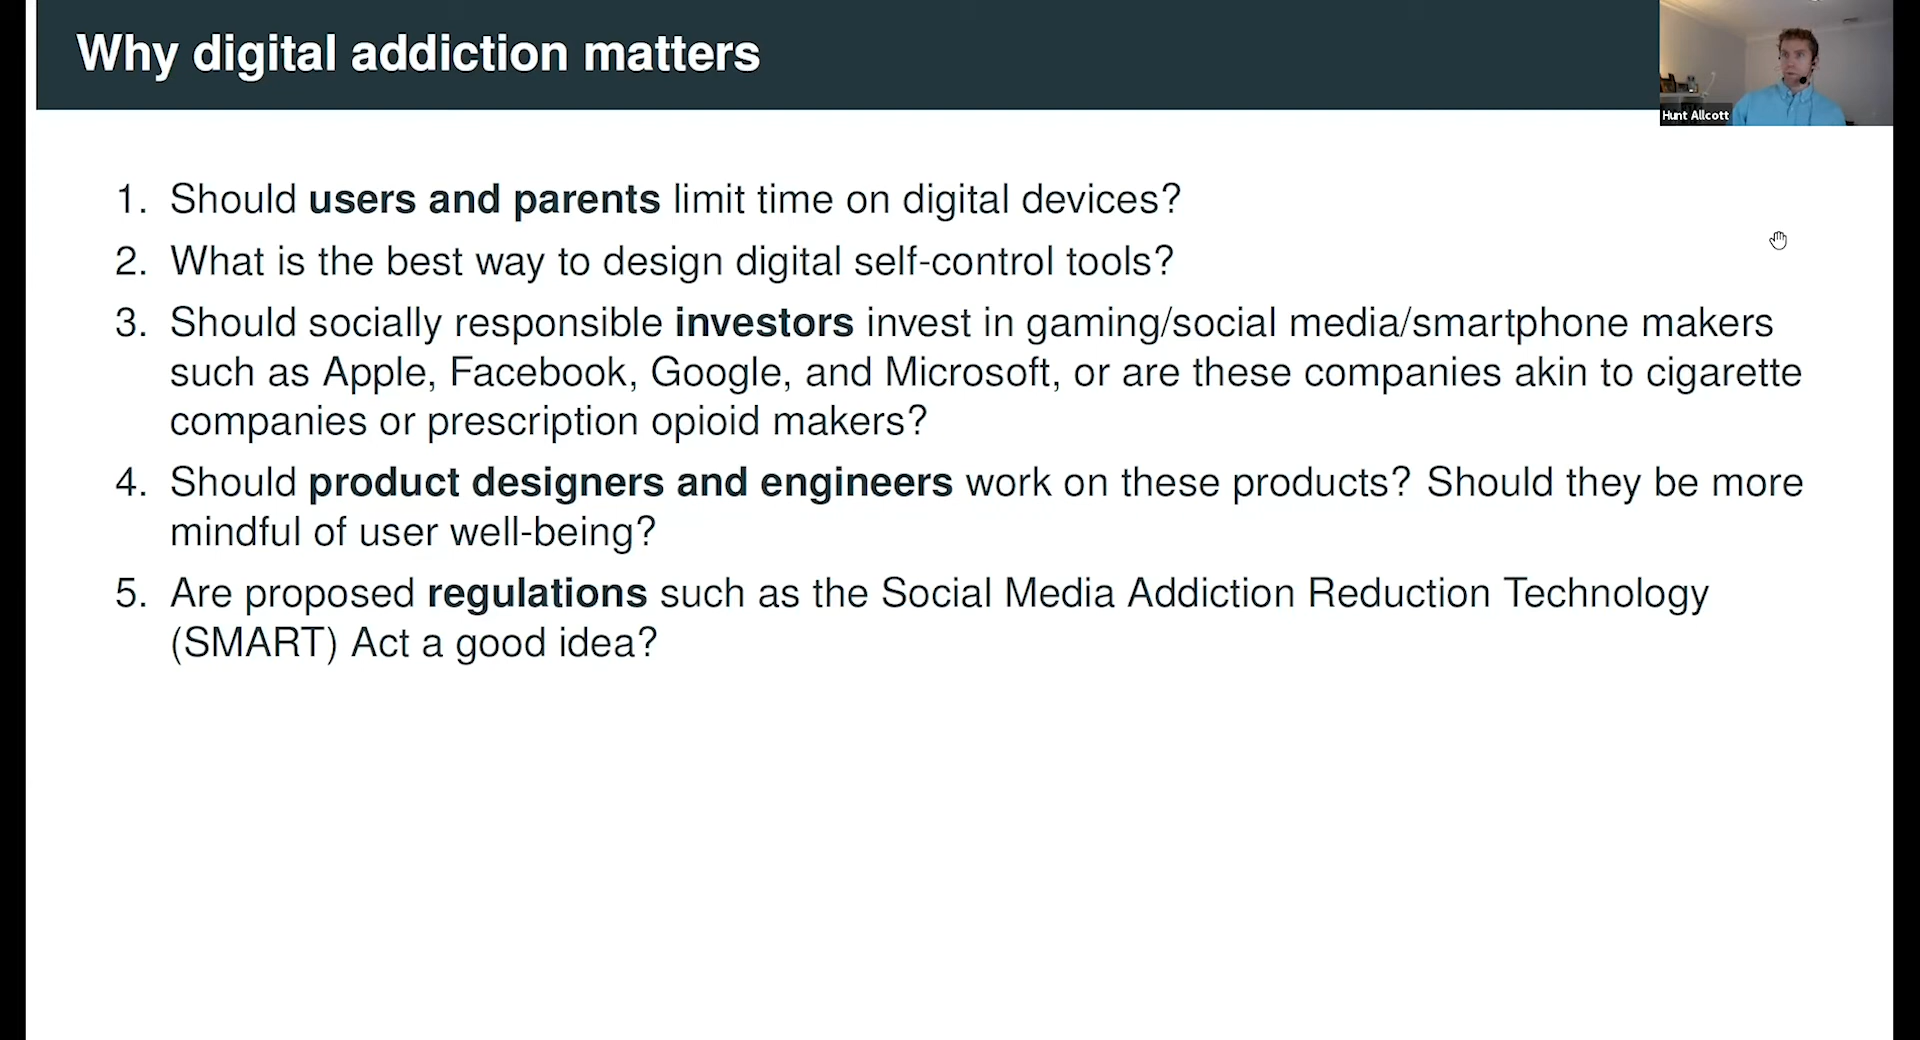 Why digital addiction matters
Hunt Allcott
1. Should users and parents limit time on digital devices?
2. What is the best way to design digital self-control tools?
3. Should socially responsible investors invest in gaming/social media/smartphone makers
such as Apple, Facebook, Google, and Microsoft, or are these companies akin to cigarette
companies or prescription opioid makers?
4. Should product designers and engineers work on these products? Should they be more
mindful of user well-being?
5. Are proposed regulations such as the Social Media Addiction Reduction Technology
(SMART) Act a good idea?